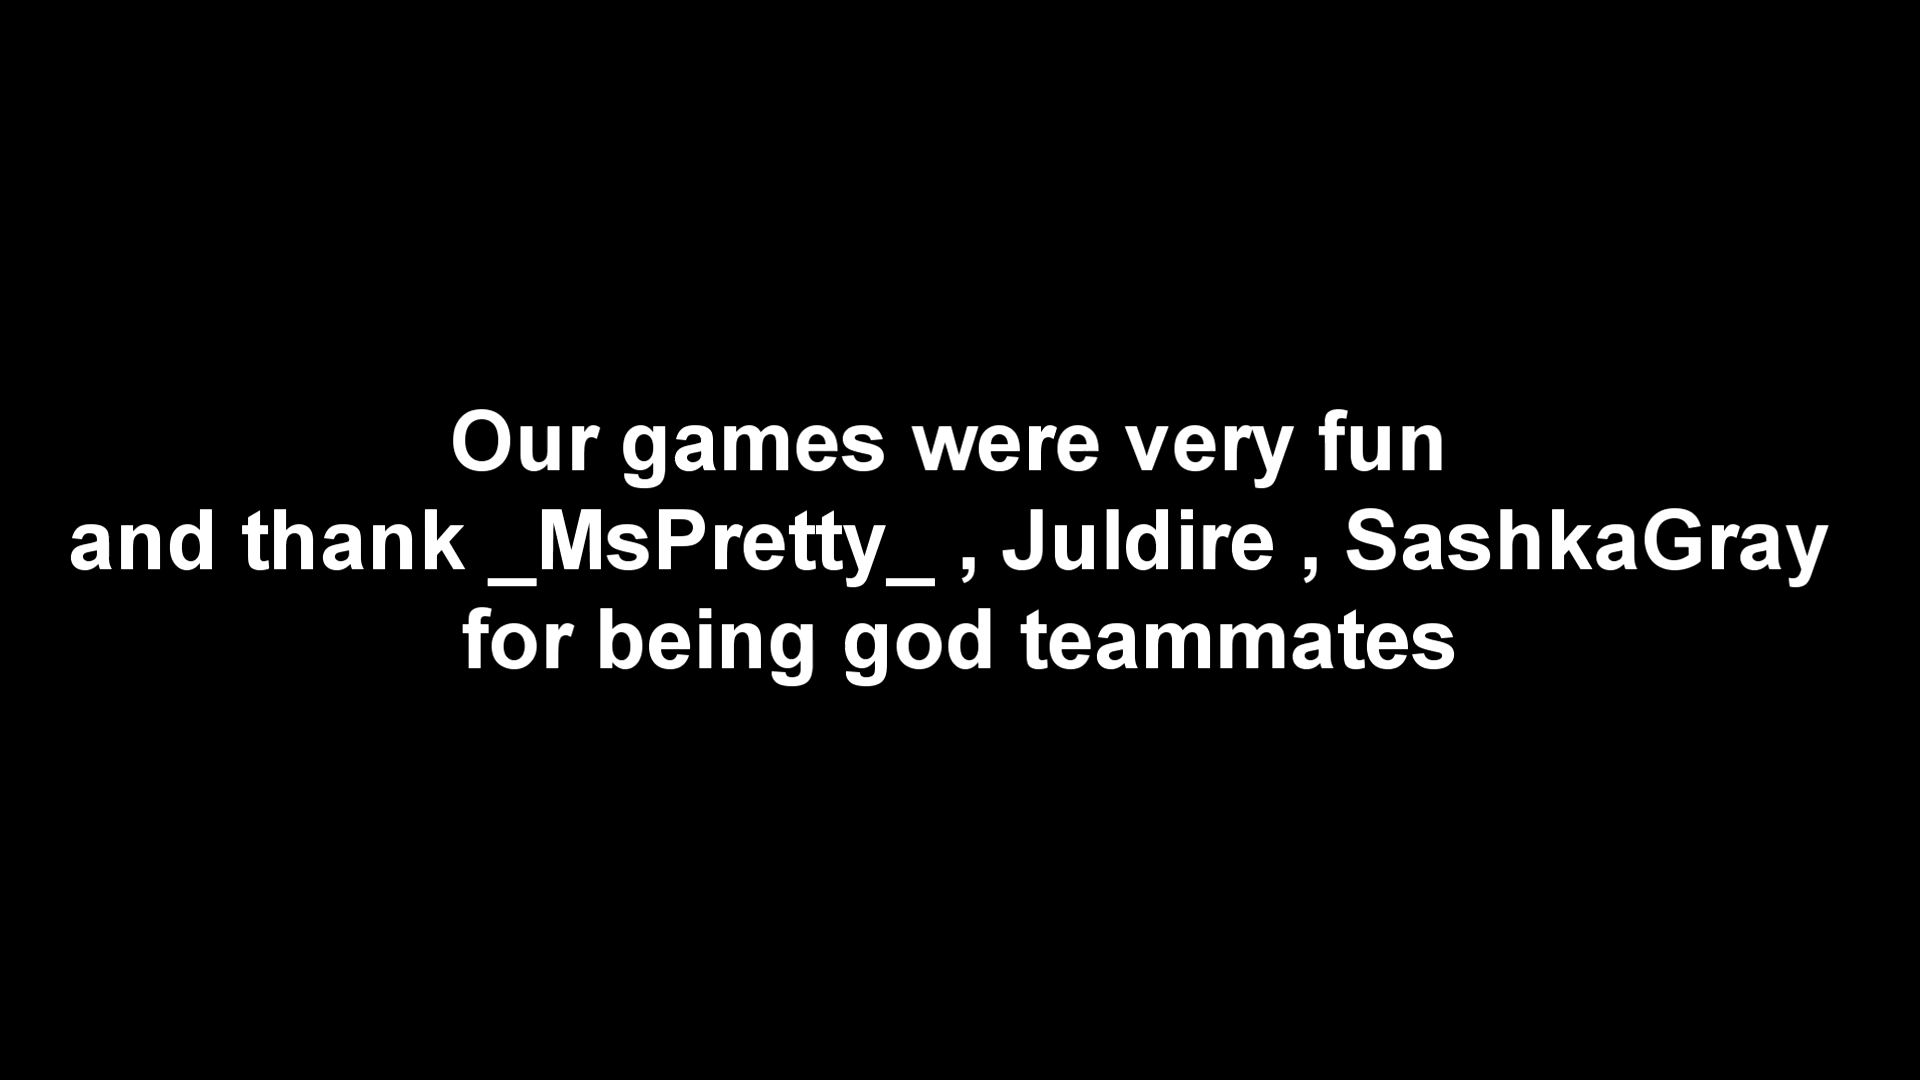 Our games were very fun
and thank _MsPretty_ , Juldire , SashkaGray
for being god teammates